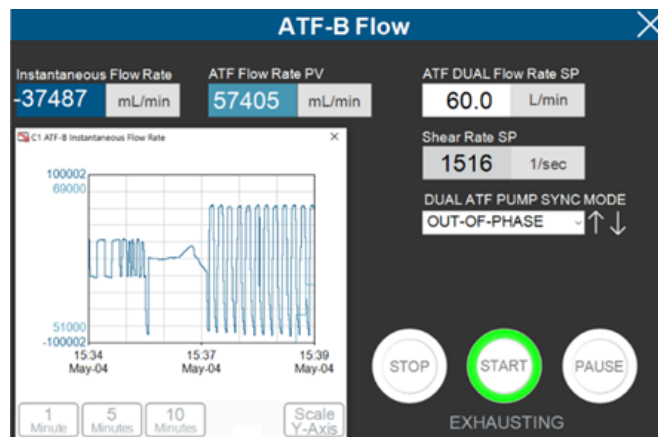 ATF-B Flow
Instantaneous Flow Rate
-37487 mL/min
ATF Flow Rate PV
57405 mL/min
ATF DUAL Flow Rate SP
60.0 L/min
Shear Rate SP
1516 1/sec
DUAL ATF PUMP SYNC MODE
OUT-OF-PHASE
C1 ATF-B Instantaneous Flow Rate
100002
69000
51000
-100002
15:34
May-04
15:37
May-04
15:39
May-04
1
Minute
5
Minutes
10
Minutes
Scale
Y-Axis
STOP
START
PAUSE
EXHAUSTING